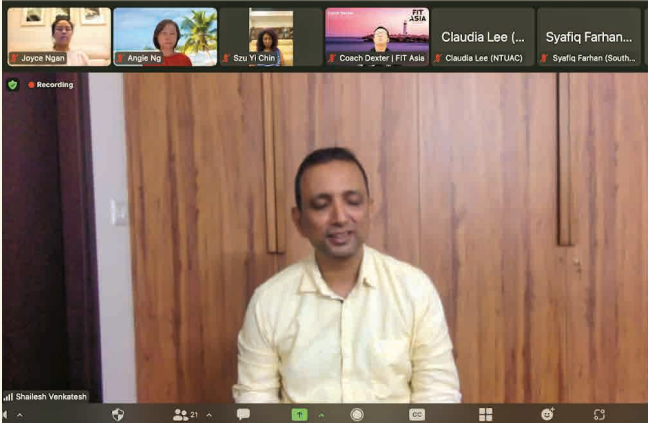 FIT
ASIA
Joyce Ngan
Angie Ng
Szu Yi Chin
Coach Dexter | FIT Asia
Claudia Lee (...
Claudia Lee (NTUAC)
Syafiq Farhan...
Syafiq Farhan (South...
Recording
Shailesh Venkatesh
21
CC